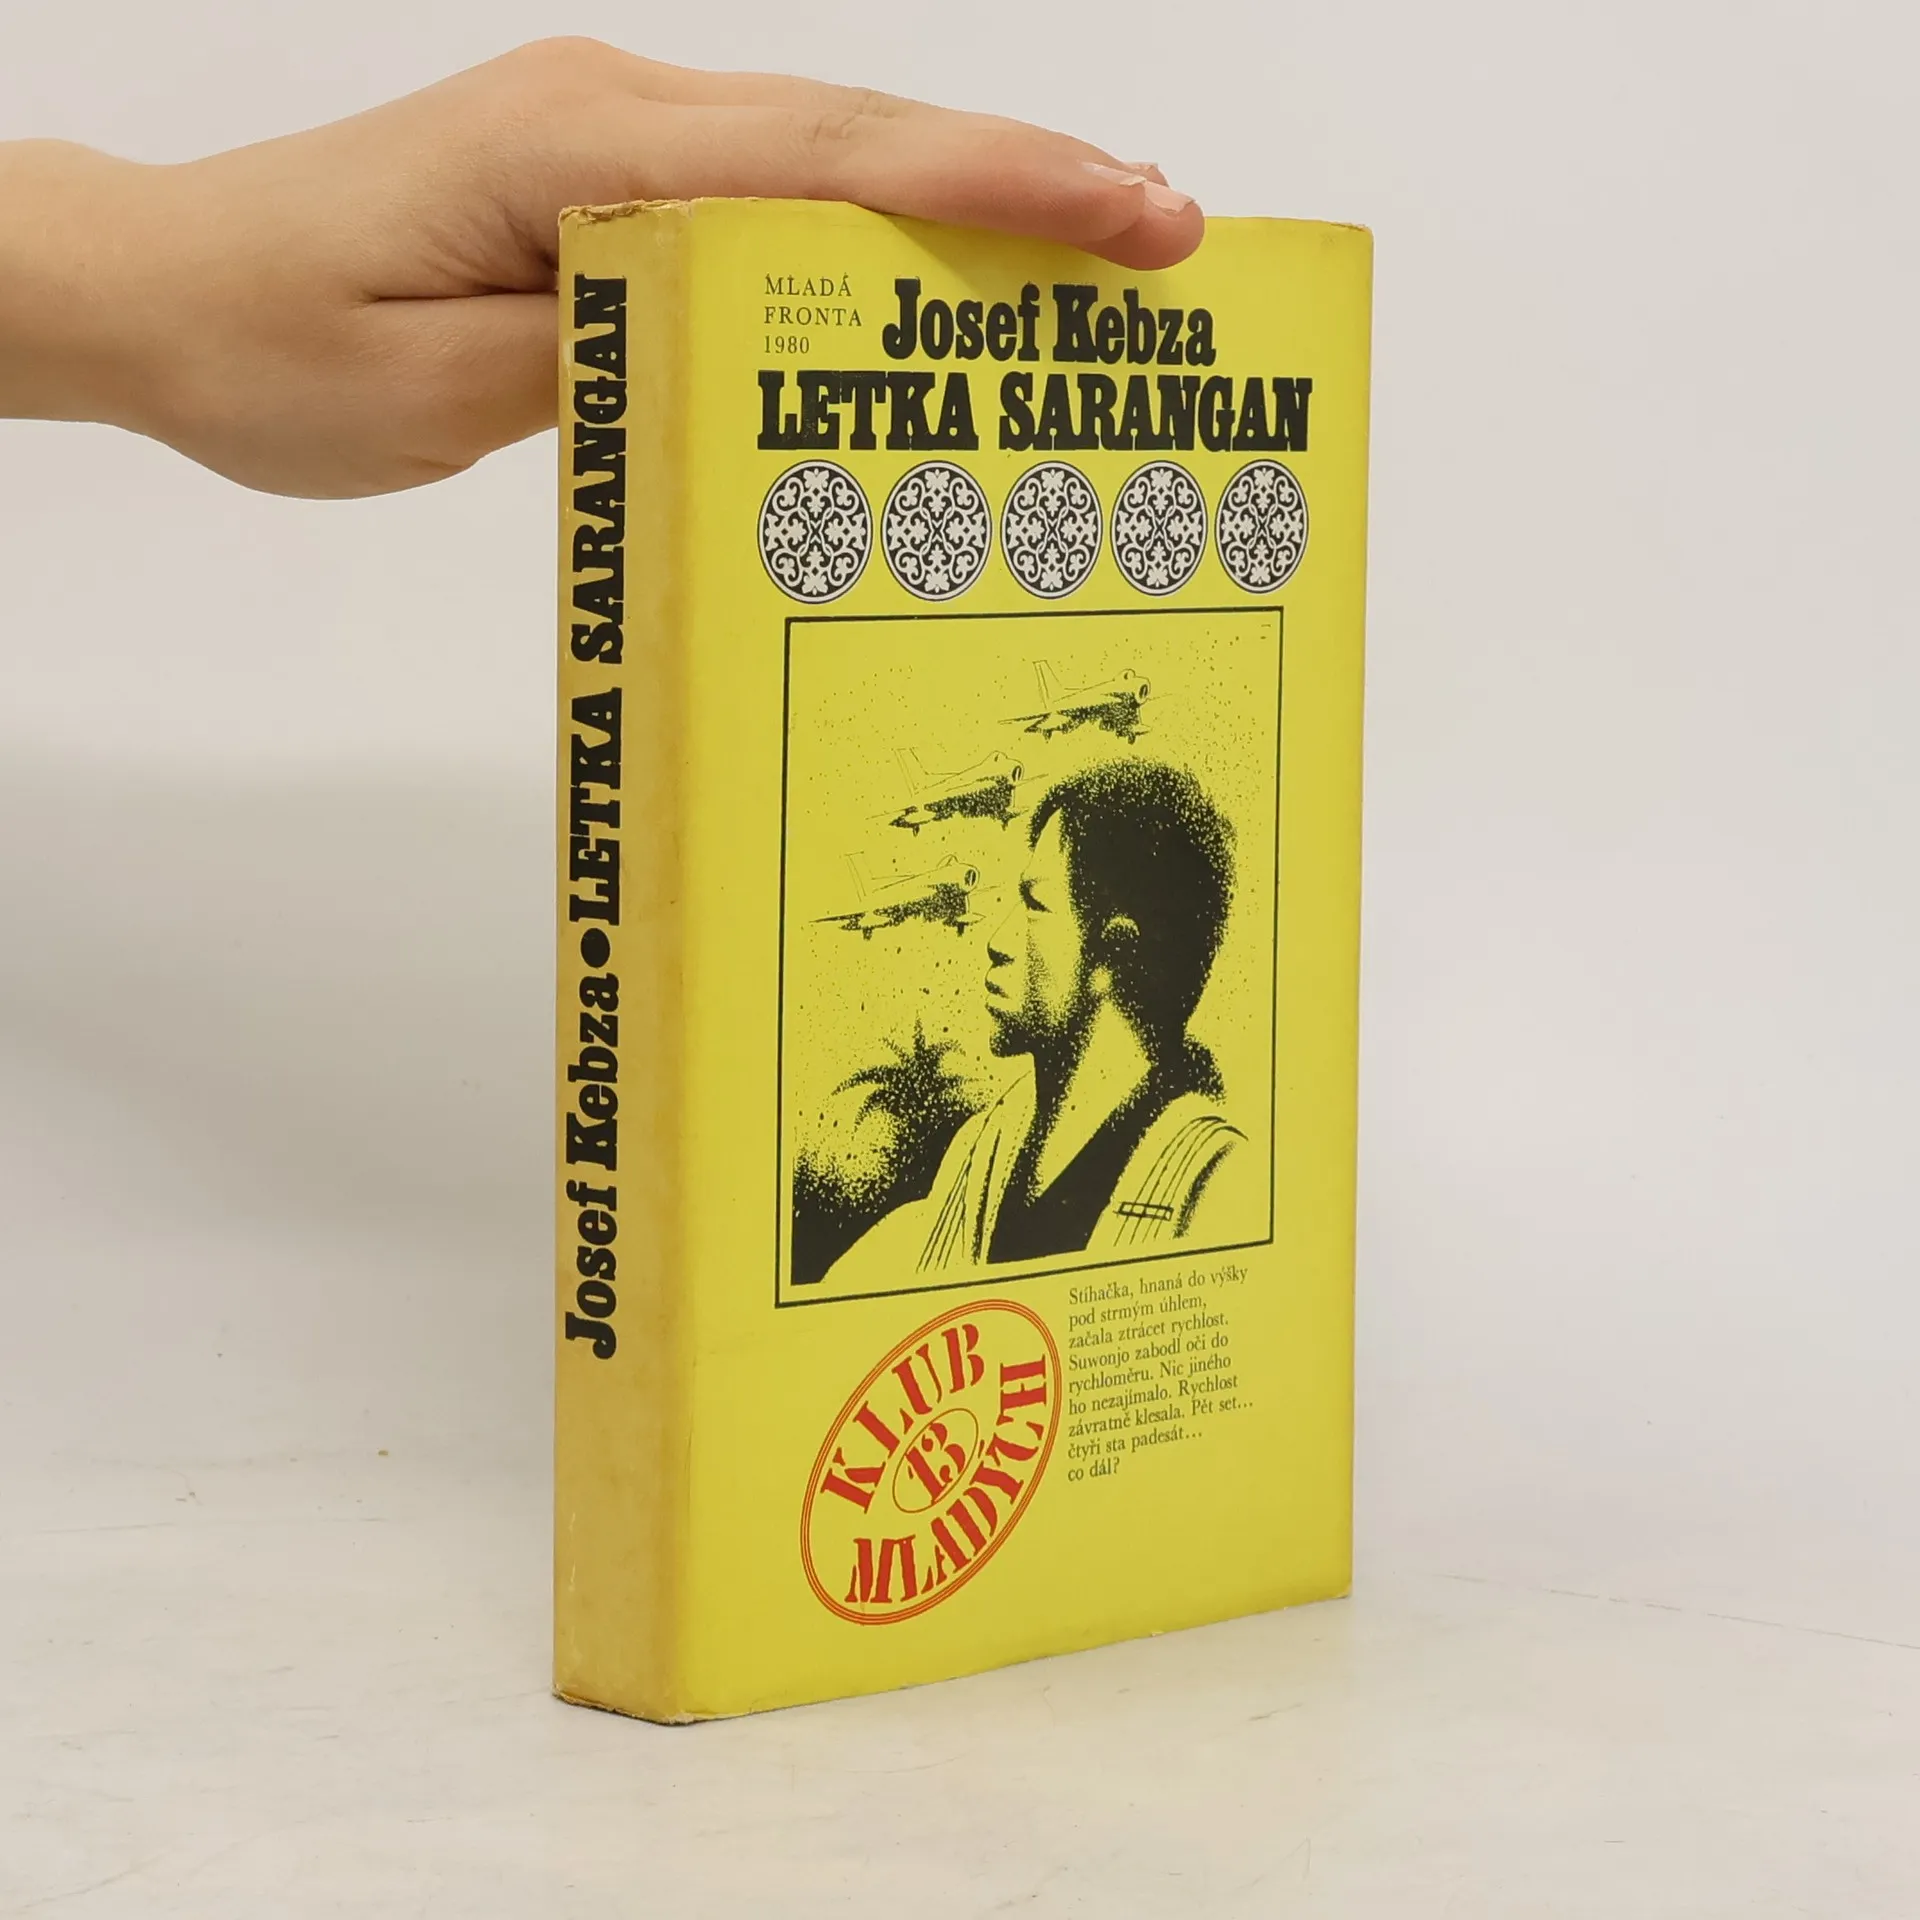 Josef Kebza • LETKA SARANGAN
MLADÁ
FRONTA
1980
Josef Kebza
LETKA SARANGAN
Stíhačka, hnaná do výšky
pod strmým úhlem,
začala ztrácet rychlost.
Suwonjo zabodl oči do
rychloměru. Nic jiného
ho nezajímalo. Rychlost
závratně klesala. Pět set...
čtyři sta padesát...
co dál?
KLUB
13
MLADÝCH